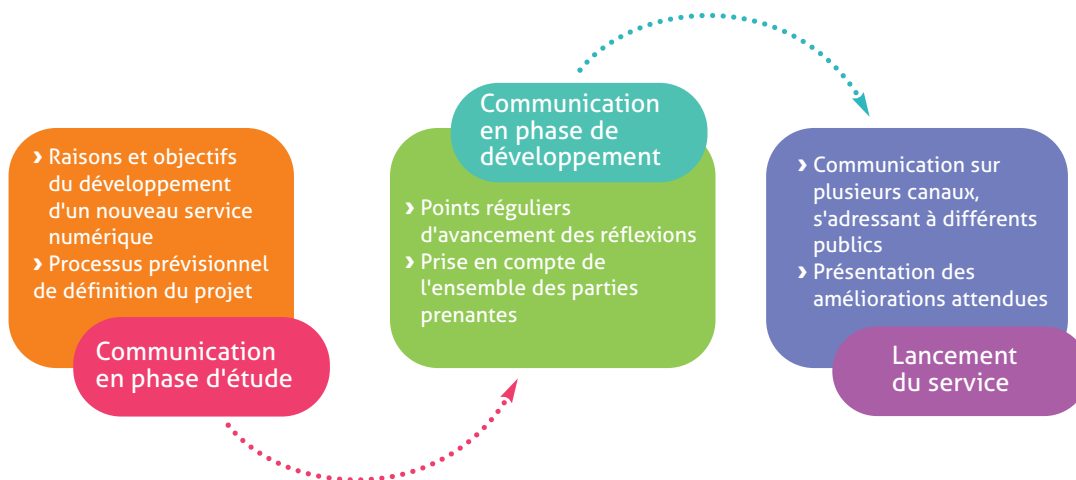 › Raisons et objectifs
du développement
d'un nouveau service
numérique
› Processus prévisionnel
de définition du projet
Communication
en phase d'étude
Communication
en phase de
développement
› Points réguliers
d'avancement des réflexions
› Prise en compte de
l'ensemble des parties
prenantes
› Communication sur
plusieurs canaux,
s'adressant à différents
publics
› Présentation des
améliorations attendues
Lancement
du service